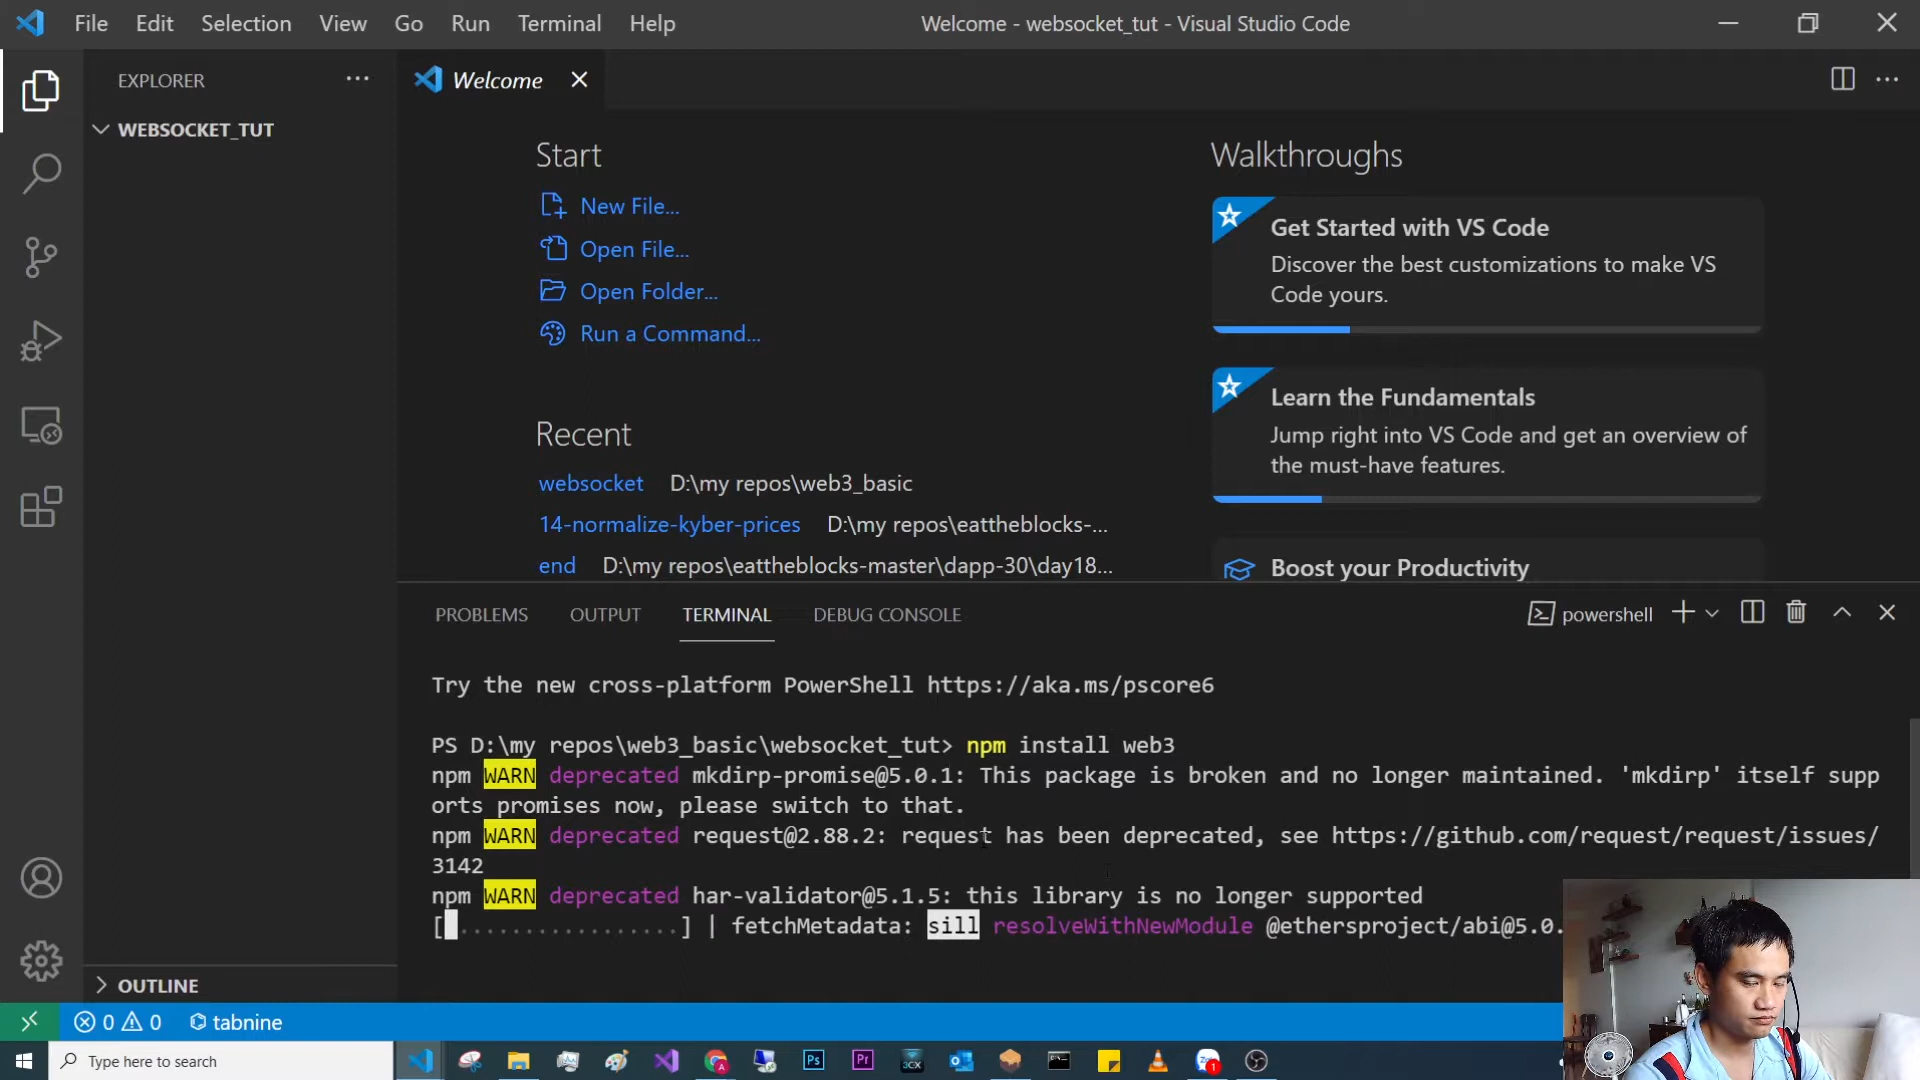 File Edit Selection View Go Run Terminal Help
Welcome - websocket_tut - Visual Studio Code
EXPLORER
WEBSOCKET_TUT
Welcome
Start
New File...
Open File...
Open Folder...
Run a Command...
Recent
websocket D:\my repos\web3_basic
14-normalize-kyber-prices D:\my repos\eattheblocks-...
end D:\my repos\eattheblocks-master\dapp-30\day18...
Walkthroughs
Get Started with VS Code
Discover the best customizations to make VS
Code yours.
Learn the Fundamentals
Jump right into VS Code and get an overview of
the must-have features.
Boost your Productivity
PROBLEMS OUTPUT TERMINAL DEBUG CONSOLE
powershell
Try the new cross-platform PowerShell https://aka.ms/pscore6
PS D:\my repos\web3_basic\websocket_tut> npm install web3
npm WARN deprecated mkdirp-promise@5.0.1: This package is broken and no longer maintained. 'mkdirp' itself supp
orts promises now, please switch to that.
npm WARN deprecated request@2.88.2: request has been deprecated, see https://github.com/request/request/issues/
3142
npm WARN deprecated har-validator@5.1.5: this library is no longer supported
[ .................] | fetchMetadata: sill resolveWithNewModule @ethersproject/abi@5.0.
OUTLINE
0 0 tabnine
Type here to search
A
Ps
Pr
3CX
1